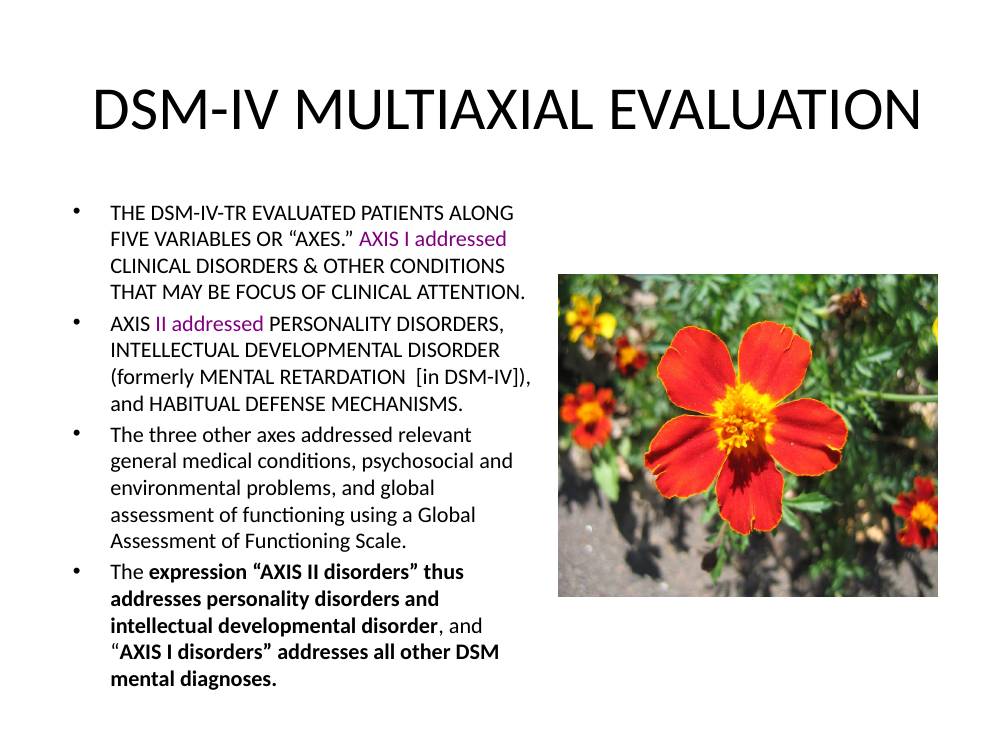 DSM-IV MULTIAXIAL EVALUATION
• THE DSM-IV-TR EVALUATED PATIENTS ALONG
FIVE VARIABLES OR “AXES.” AXIS I addressed
CLINICAL DISORDERS & OTHER CONDITIONS
THAT MAY BE FOCUS OF CLINICAL ATTENTION.
• AXIS II addressed PERSONALITY DISORDERS,
INTELLECTUAL DEVELOPMENTAL DISORDER
(formerly MENTAL RETARDATION  [in DSM-IV]),
and HABITUAL DEFENSE MECHANISMS.
• The three other axes addressed relevant
general medical conditions, psychosocial and
environmental problems, and global
assessment of functioning using a Global
Assessment of Functioning Scale.
• The expression “AXIS II disorders” thus
addresses personality disorders and
intellectual developmental disorder, and
“AXIS I disorders” addresses all other DSM
mental diagnoses.